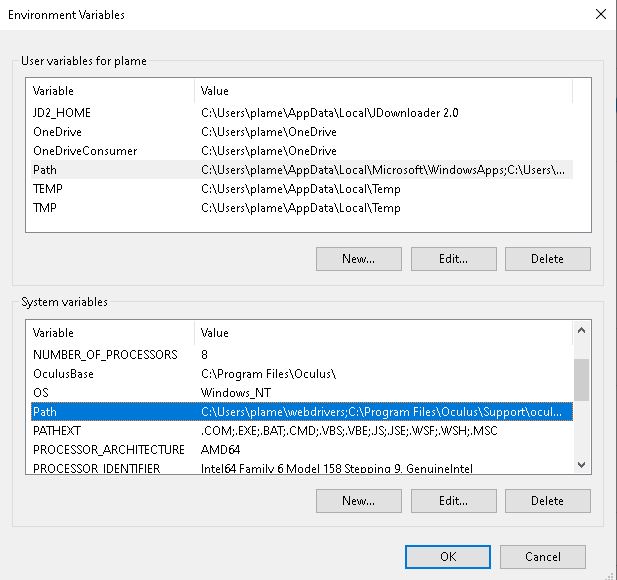 Environment Variables
User variables for plame
Variable Value
JD2_HOME C:\Users\plame\AppData\Local\JDownloader 2.0
OneDrive C:\Users\plame\OneDrive
OneDriveConsumer C:\Users\plame\OneDrive
Path C:\Users\plame\AppData\Local\Microsoft\WindowsApps;C:\Users\...
TEMP C:\Users\plame\AppData\Local\Temp
TMP C:\Users\plame\AppData\Local\Temp
New... Edit... Delete
System variables
Variable Value
NUMBER_OF_PROCESSORS 8
OculusBase C:\Program Files\Oculus\
OS Windows_NT
Path C:\Users\plame\webdrivers;C:\Program Files\Oculus\Support\ocul...
PATHEXT .COM;.EXE;.BAT;.CMD;.VBS;.VBE;.JS;.JSE;.WSF;.WSH;.MSC
PROCESSOR_ARCHITECTURE AMD64
PROCESSOR_IDENTIFIER Intel64 Family 6 Model 158 Stepping 9, GenuineIntel
New... Edit... Delete
OK Cancel